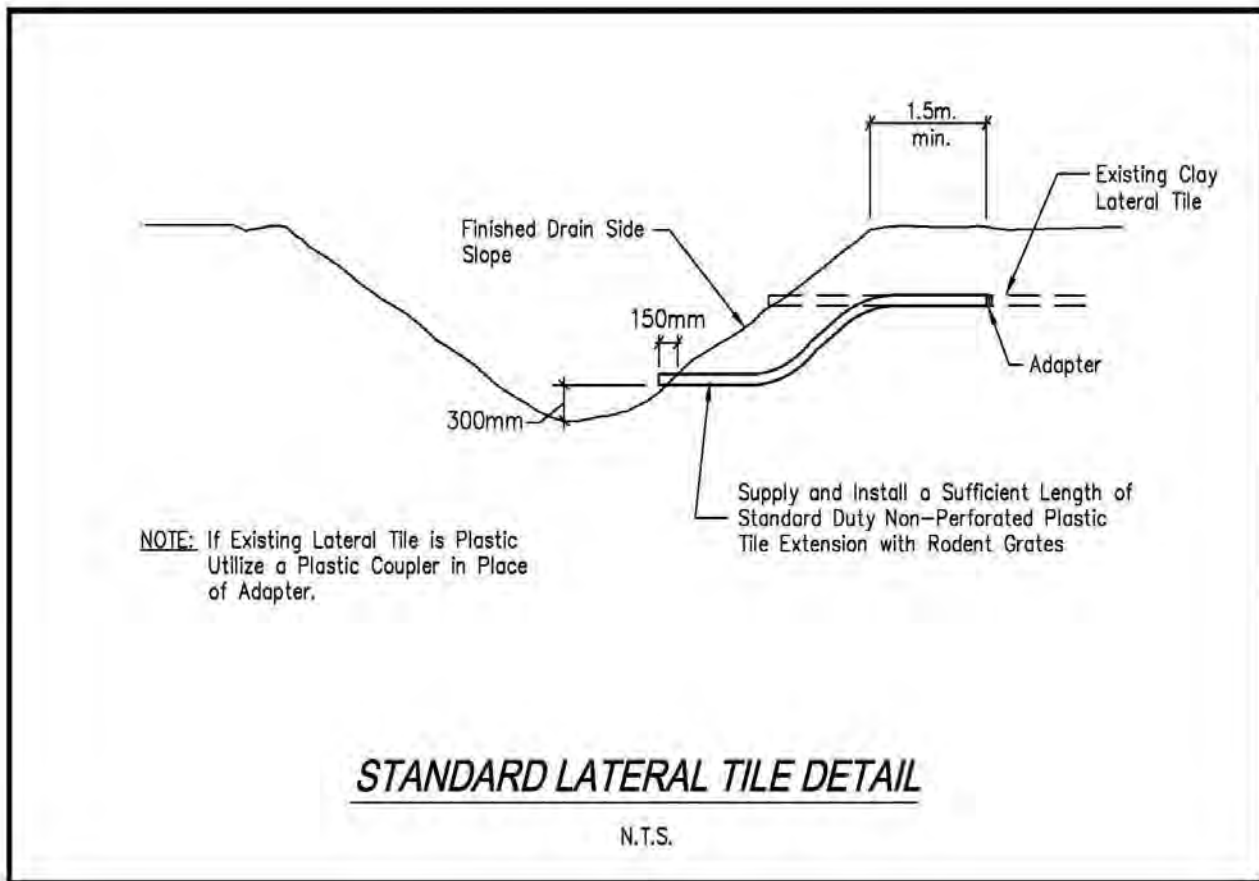 1.5m.
min.
Existing Clay
Lateral Tile
Finished Drain Side
Slope
150mm
Adapter
300mm
Supply and Install a Sufficient Length of
Standard Duty Non-Perforated Plastic
Tile Extension with Rodent Grates
NOTE: If Existing Lateral Tile is Plastic
Utilize a Plastic Coupler in Place
of Adapter.
STANDARD LATERAL TILE DETAIL
N.T.S.